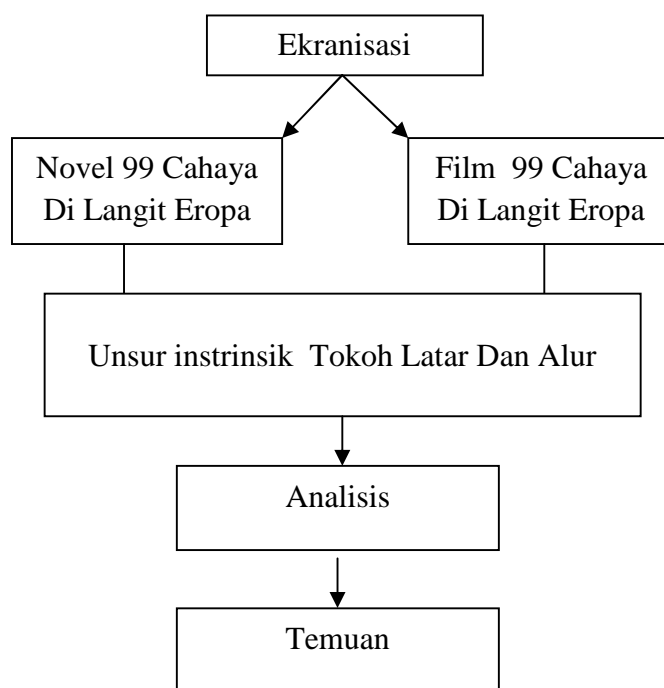 Ekranisasi
Novel 99 Cahaya
Di Langit Eropa
Film 99 Cahaya
Di Langit Eropa
Unsur instrinsik Tokoh Latar Dan Alur
Analisis
Temuan